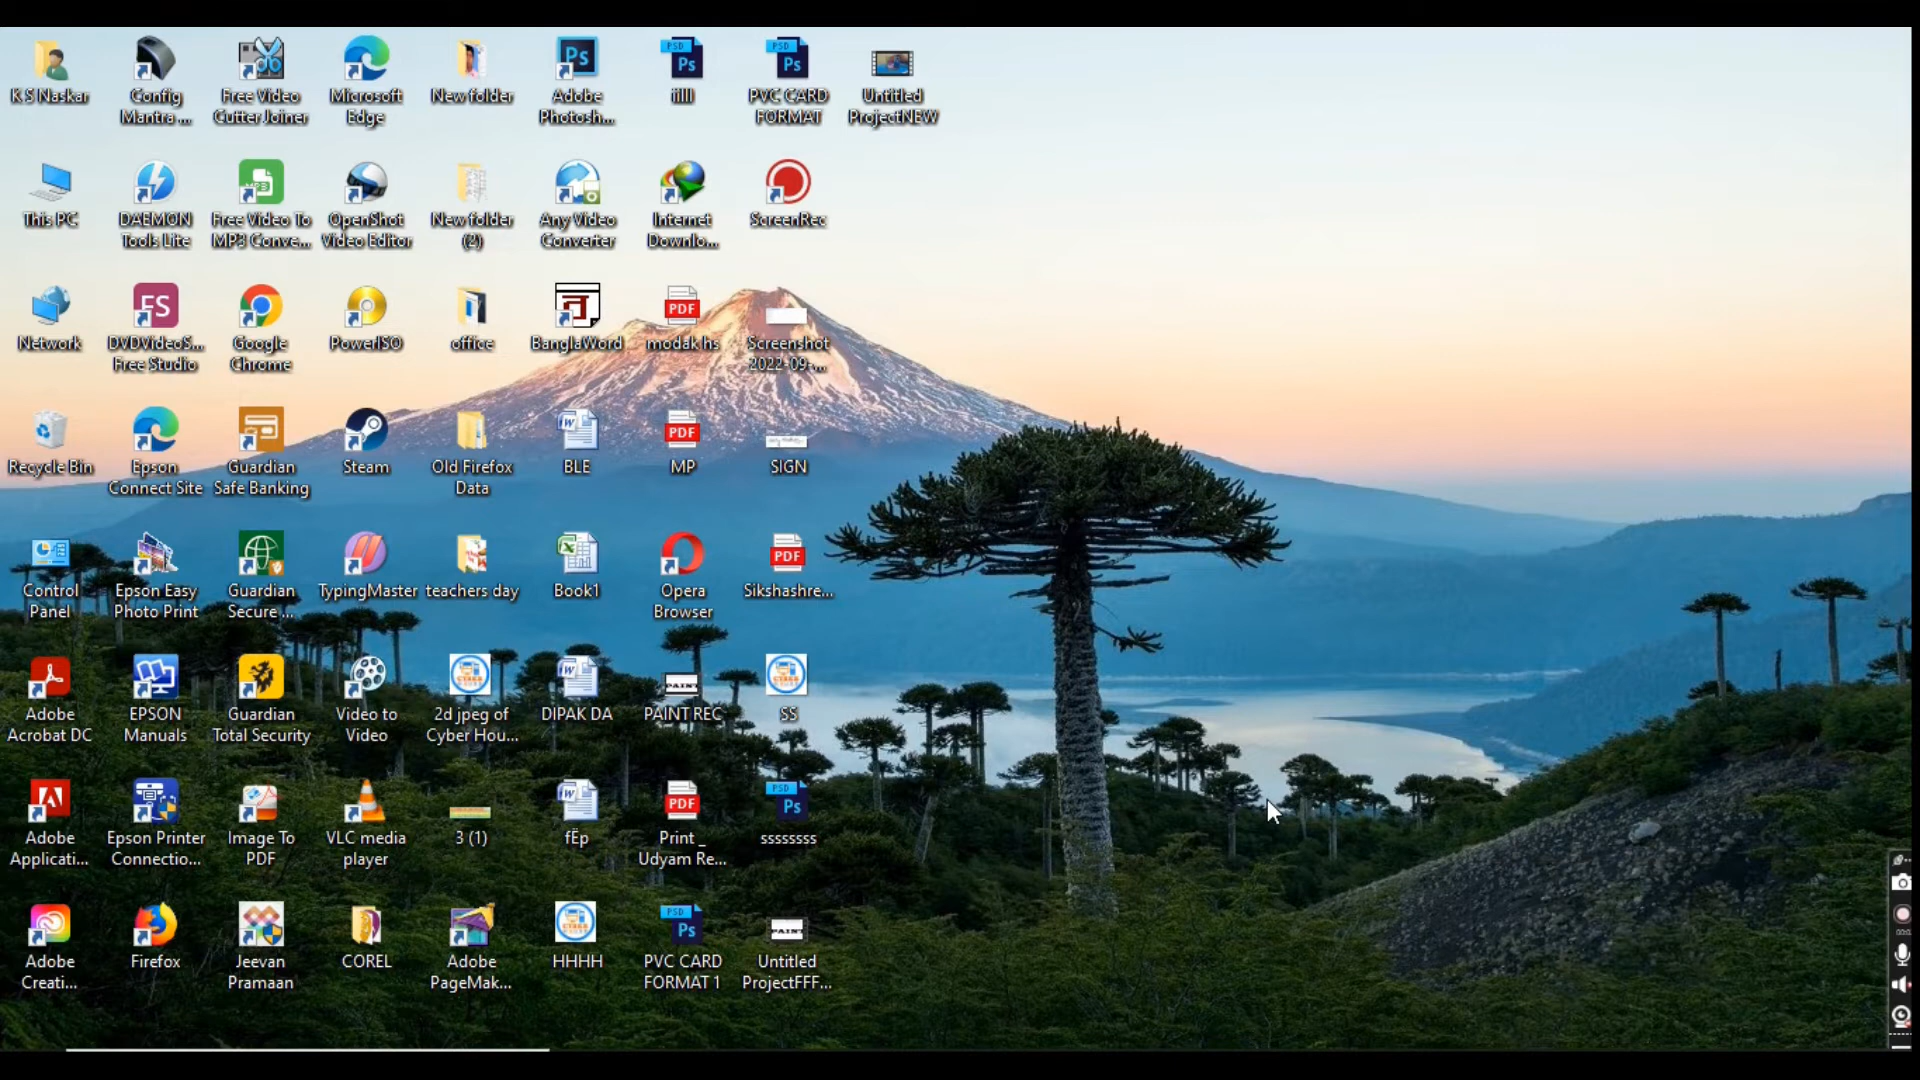 K S Naskar
Config
Mantra ...
Free Video
Cutter Joiner
Microsoft
Edge
New folder
Adobe
Photosh...
iillll
PVC CARD
FORMAT
Untitled
ProjectNEW
This PC
DAEMON
Tools Lite
Free Video To
MP3 Conve...
OpenShot
Video Editor
New folder
(2)
Any Video
Converter
Internet
Downlo...
ScreenRec
Network
DVDVideoS...
Free Studio
Google
Chrome
PowerISO
office
BanglaWord
modak hs
Screenshot
2022-09-...
Recycle Bin
Epson
Connect Site
Guardian
Safe Banking
Steam
Old Firefox
Data
BLE
MP
SIGN
Control
Panel
Epson Easy
Photo Print
Guardian
Secure ...
TypingMaster
teachers day
Book1
Opera
Browser
Sikshashre...
Adobe
Acrobat DC
EPSON
Manuals
Guardian
Total Security
Video to
Video
2d jpeg of
Cyber Hou...
DIPAK DA
PAINT REC
SS
Adobe
Applicati...
Epson Printer
Connectio...
Image To
PDF
VLC media
player
3 (1)
fËp
Print _
Udyam Re...
ssssssss
Adobe
Creati...
Firefox
Jeevan
Pramaan
COREL
Adobe
PageMak...
HHHH
PVC CARD
FORMAT 1
Untitled
ProjectFFF...